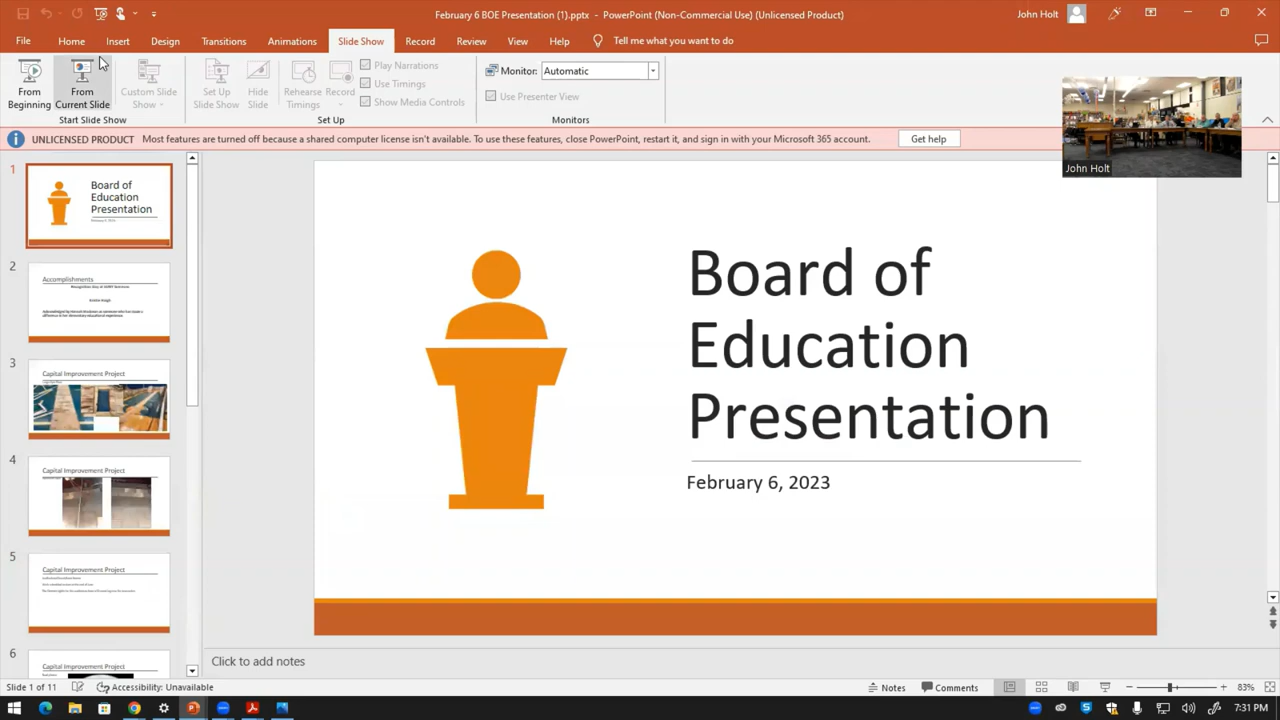 February 6 BOE Presentation (1).pptx - PowerPoint (Non-Commercial Use) (Unlicensed Product)
John Holt
File Home Insert Design Transitions Animations Slide Show Record Review View Help Tell me what you want to do
From Beginning
From Current Slide
Custom Slide Show
Start Slide Show
Set Up Slide Show
Hide Slide
Rehearse Timings
Record
Play Narrations
Use Timings
Show Media Controls
Set Up
Monitor: Automatic
Use Presenter View
Monitors
John Holt
UNLICENSED PRODUCT Most features are turned off because a shared computer license isn't available. To use these features, close PowerPoint, restart it, and sign in with your Microsoft 365 account. Get help
1
Board of
Education
Presentation
2
Accomplishments
3
Capital Improvement Project
4
Capital Improvement Project
5
Capital Improvement Project
6
Capital Improvement Project
Board of
Education
Presentation
February 6, 2023
Click to add notes
Slide 1 of 11 Accessibility: Unavailable Notes Comments 83%
7:31 PM